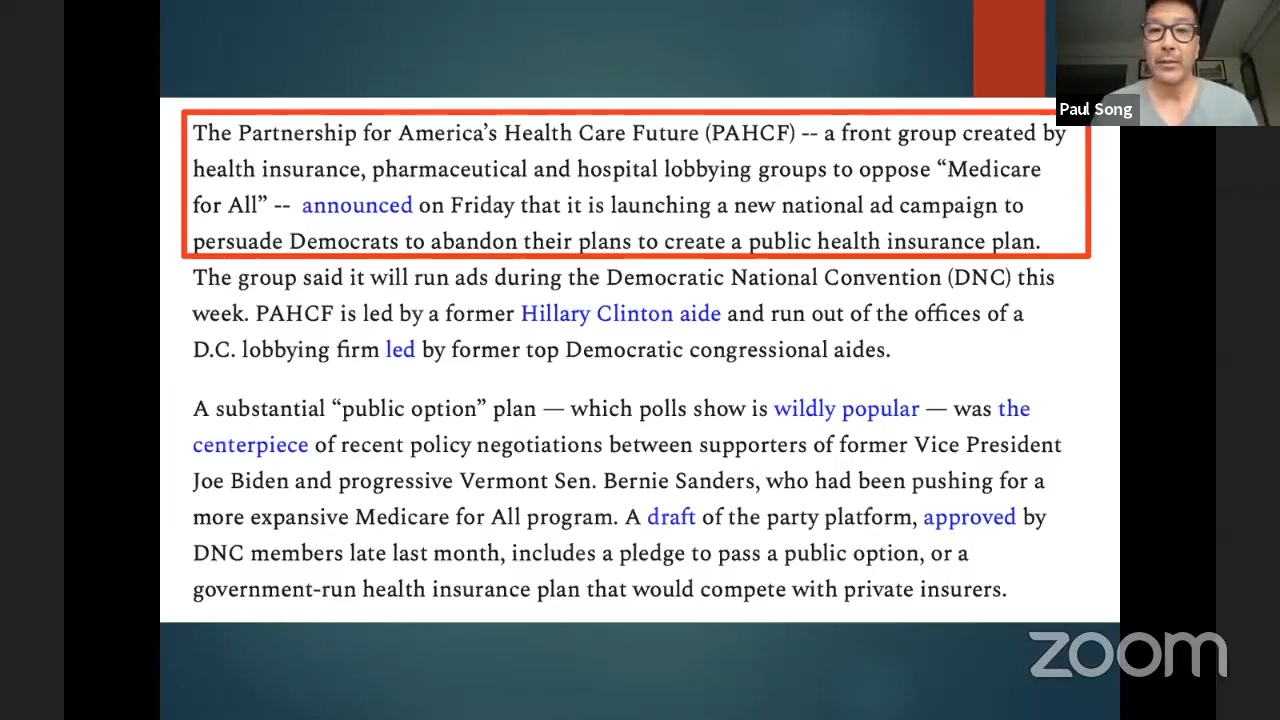 Paul Song
The Partnership for America’s Health Care Future (PAHCF) -- a front group created by
health insurance, pharmaceutical and hospital lobbying groups to oppose “Medicare
for All” -- announced on Friday that it is launching a new national ad campaign to
persuade Democrats to abandon their plans to create a public health insurance plan.
The group said it will run ads during the Democratic National Convention (DNC) this
week. PAHCF is led by a former Hillary Clinton aide and run out of the offices of a
D.C. lobbying firm led by former top Democratic congressional aides.
A substantial “public option” plan — which polls show is wildly popular — was the
centerpiece of recent policy negotiations between supporters of former Vice President
Joe Biden and progressive Vermont Sen. Bernie Sanders, who had been pushing for a
more expansive Medicare for All program. A draft of the party platform, approved by
DNC members late last month, includes a pledge to pass a public option, or a
government-run health insurance plan that would compete with private insurers.
zoom